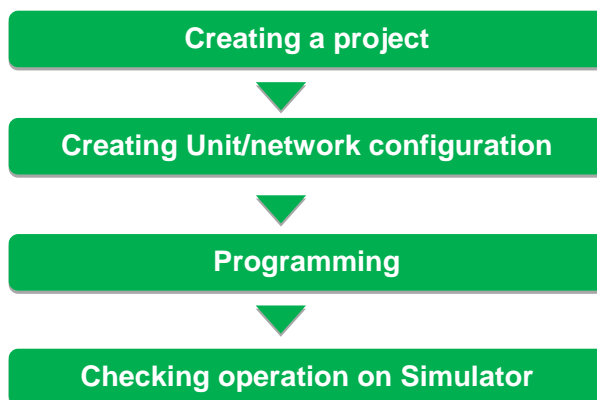 Creating a project
Creating Unit/network configuration
Programming
Checking operation on Simulator